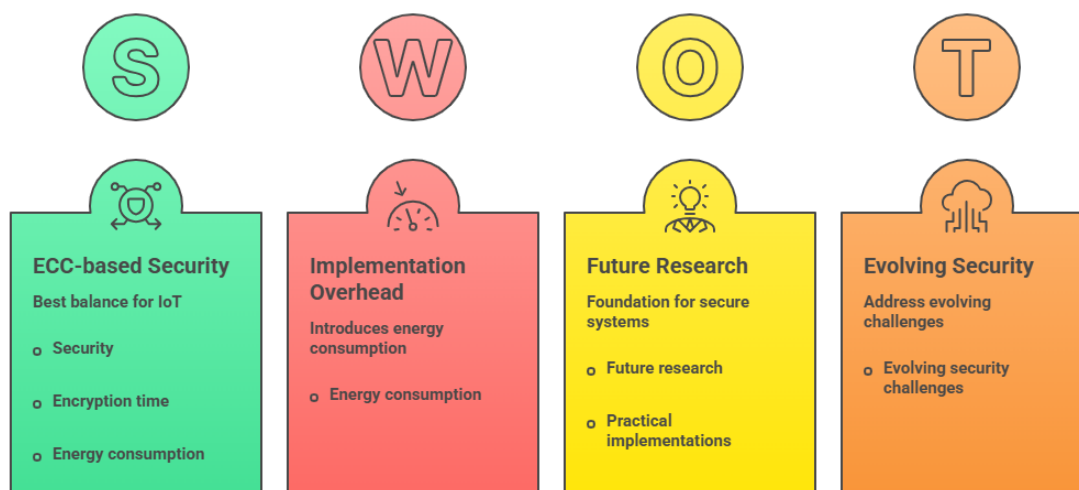 S
W
O
T
ECC-based Security
Best balance for IoT
Security
Encryption time
Energy consumption
Implementation
Overhead
Introduces energy
consumption
Energy consumption
Future Research
Foundation for secure
systems
Future research
Practical
implementations
Evolving Security
Address evolving
challenges
Evolving security
challenges